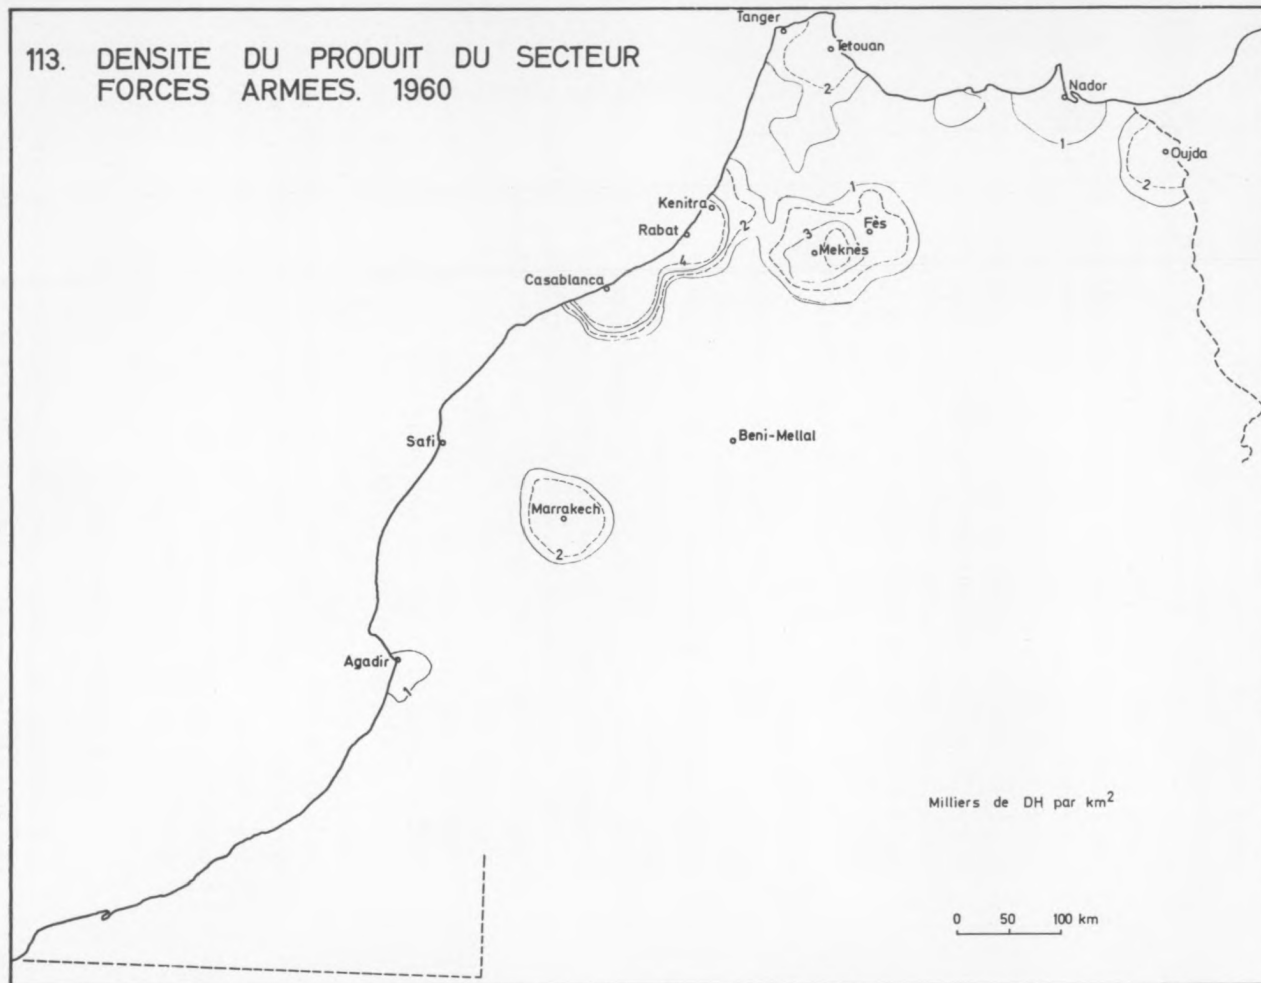 113. DENSITE DU PRODUIT DU SECTEUR
FORCES ARMEES. 1960
Tanger
Tetouan
2
Nador
1
Oujda
2
Kenitra
2
1
Rabat
Fès
3
Meknès
4
Casablanca
Safi
Beni-Mellal
Marrakech
2
Agadir
1
Milliers de DH par km²
0 50 100 km